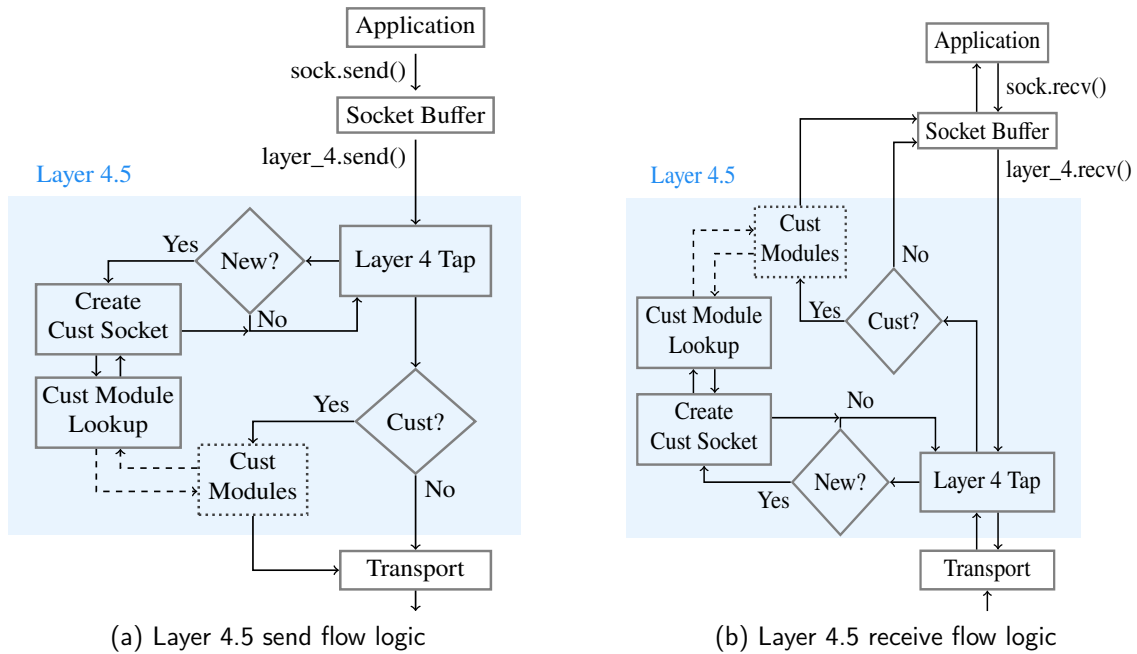 Application
sock.send()
Socket Buffer
layer_4.send()
Layer 4.5
Yes
New?
Layer 4 Tap
Create
Cust Socket
No
Cust Module
Lookup
Yes
Cust?
Cust
Modules
No
Transport
(a) Layer 4.5 send flow logic
Application
sock.recv()
Socket Buffer
layer_4.recv()
Layer 4.5
Cust
Modules
No
Cust Module
Lookup
Yes
Cust?
Create
Cust Socket
No
Yes
New?
Layer 4 Tap
Transport
(b) Layer 4.5 receive flow logic